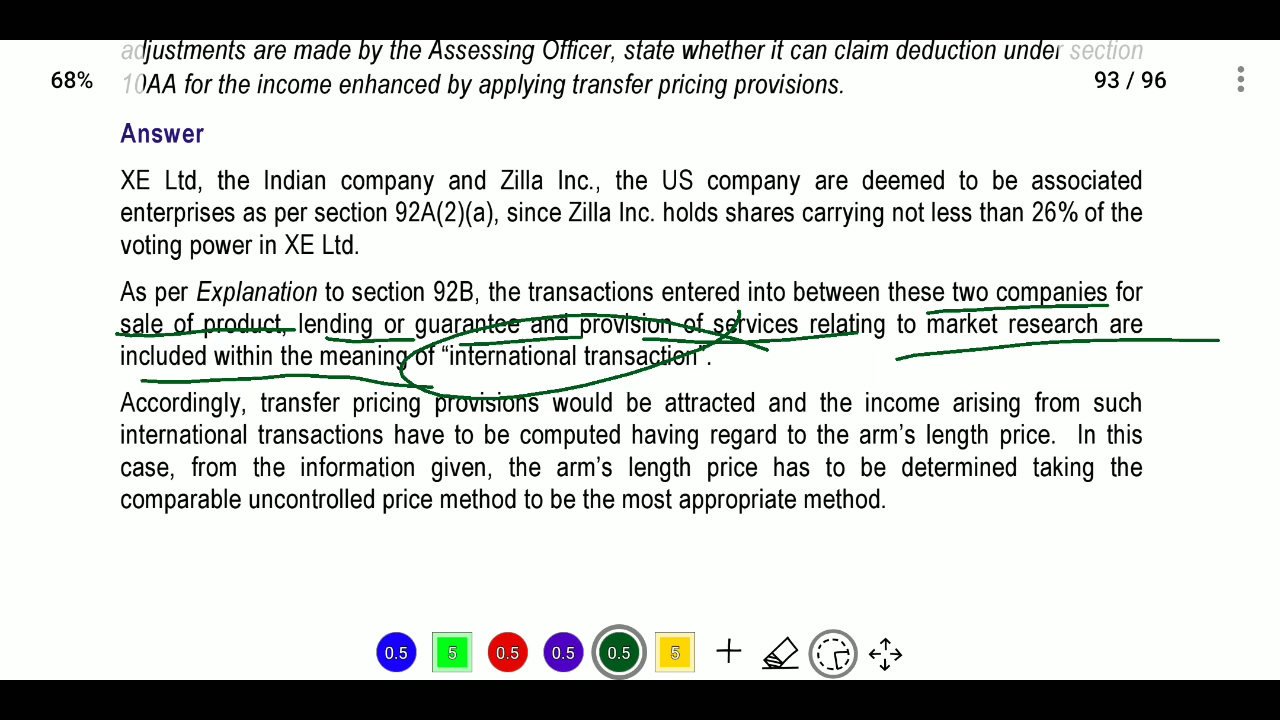 adjustments are made by the Assessing Officer, state whether it can claim deduction under section
68%
10AA for the income enhanced by applying transfer pricing provisions.
93 / 96
Answer
XE Ltd, the Indian company and Zilla Inc., the US company are deemed to be associated
enterprises as per section 92A(2)(a), since Zilla Inc. holds shares carrying not less than 26% of the
voting power in XE Ltd.
As per Explanation to section 92B, the transactions entered into between these two companies for
sale of product, lending or guarantee and provision of services relating to market research are
included within the meaning of “international transaction”.
Accordingly, transfer pricing provisions would be attracted and the income arising from such
international transactions have to be computed having regard to the arm’s length price. In this
case, from the information given, the arm’s length price has to be determined taking the
comparable uncontrolled price method to be the most appropriate method.
0.5 5 0.5 0.5 0.5 5